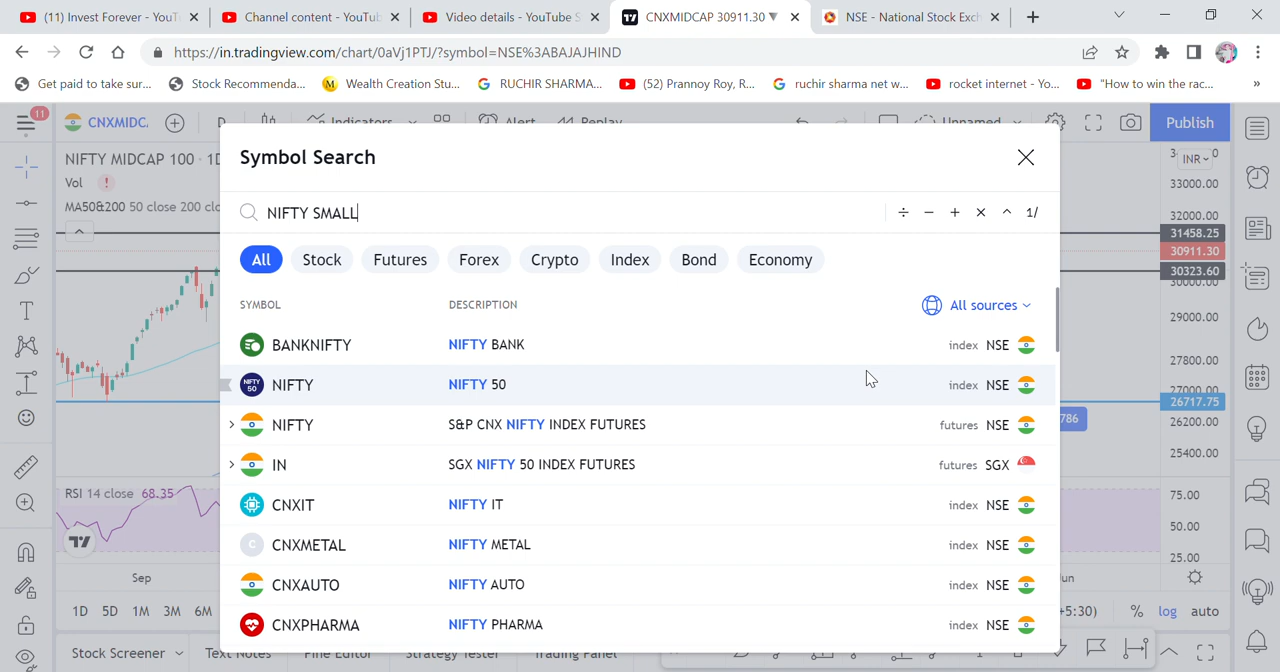 (11) Invest Forever - YouT
Channel content - YouTub
Video details - YouTube S
CNXMIDCAP 30911.30 ▼
NSE - National Stock Exch
https://in.tradingview.com/chart/0aVj1PTJ/?symbol=NSE%3ABAJAJHIND
Get paid to take sur...
Stock Recommenda...
Wealth Creation Stu...
RUCHIR SHARMA...
(52) Prannoy Roy, R...
ruchir sharma net w...
rocket internet - Yo...
"How to win the rac...
»
11
CNXMIDC.
D
Indicators
Alert
Replay
Unnamed
Publish
NIFTY MIDCAP 100 · 1D
Vol
MA50&200 50 close 200 clo
INR
33000.00
32000.00
31458.25
30911.30
30323.60
30000.00
29000.00
27800.00
27000.00
26717.75
26200.00
25400.00
786
Symbol Search
NIFTY SMALL
÷ − + × ^ 1/
All
Stock
Futures
Forex
Crypto
Index
Bond
Economy
SYMBOL
DESCRIPTION
All sources
BANKNIFTY NIFTY BANK index NSE
NIFTY 50
NIFTY NIFTY 50 index NSE
NIFTY S&P CNX NIFTY INDEX FUTURES futures NSE
IN SGX NIFTY 50 INDEX FUTURES futures SGX
CNXIT NIFTY IT index NSE
C CNXMETAL NIFTY METAL index NSE
CNXAUTO NIFTY AUTO index NSE
CNXPHARMA NIFTY PHARMA index NSE
RSI 14 close 68.35
75.00
50.00
25.00
Sep
1D 5D 1M 3M 6M
+5:30)
%
log
auto
Stock Screener
Text Notes
Pine Editor
Strategy Tester
Trading Panel